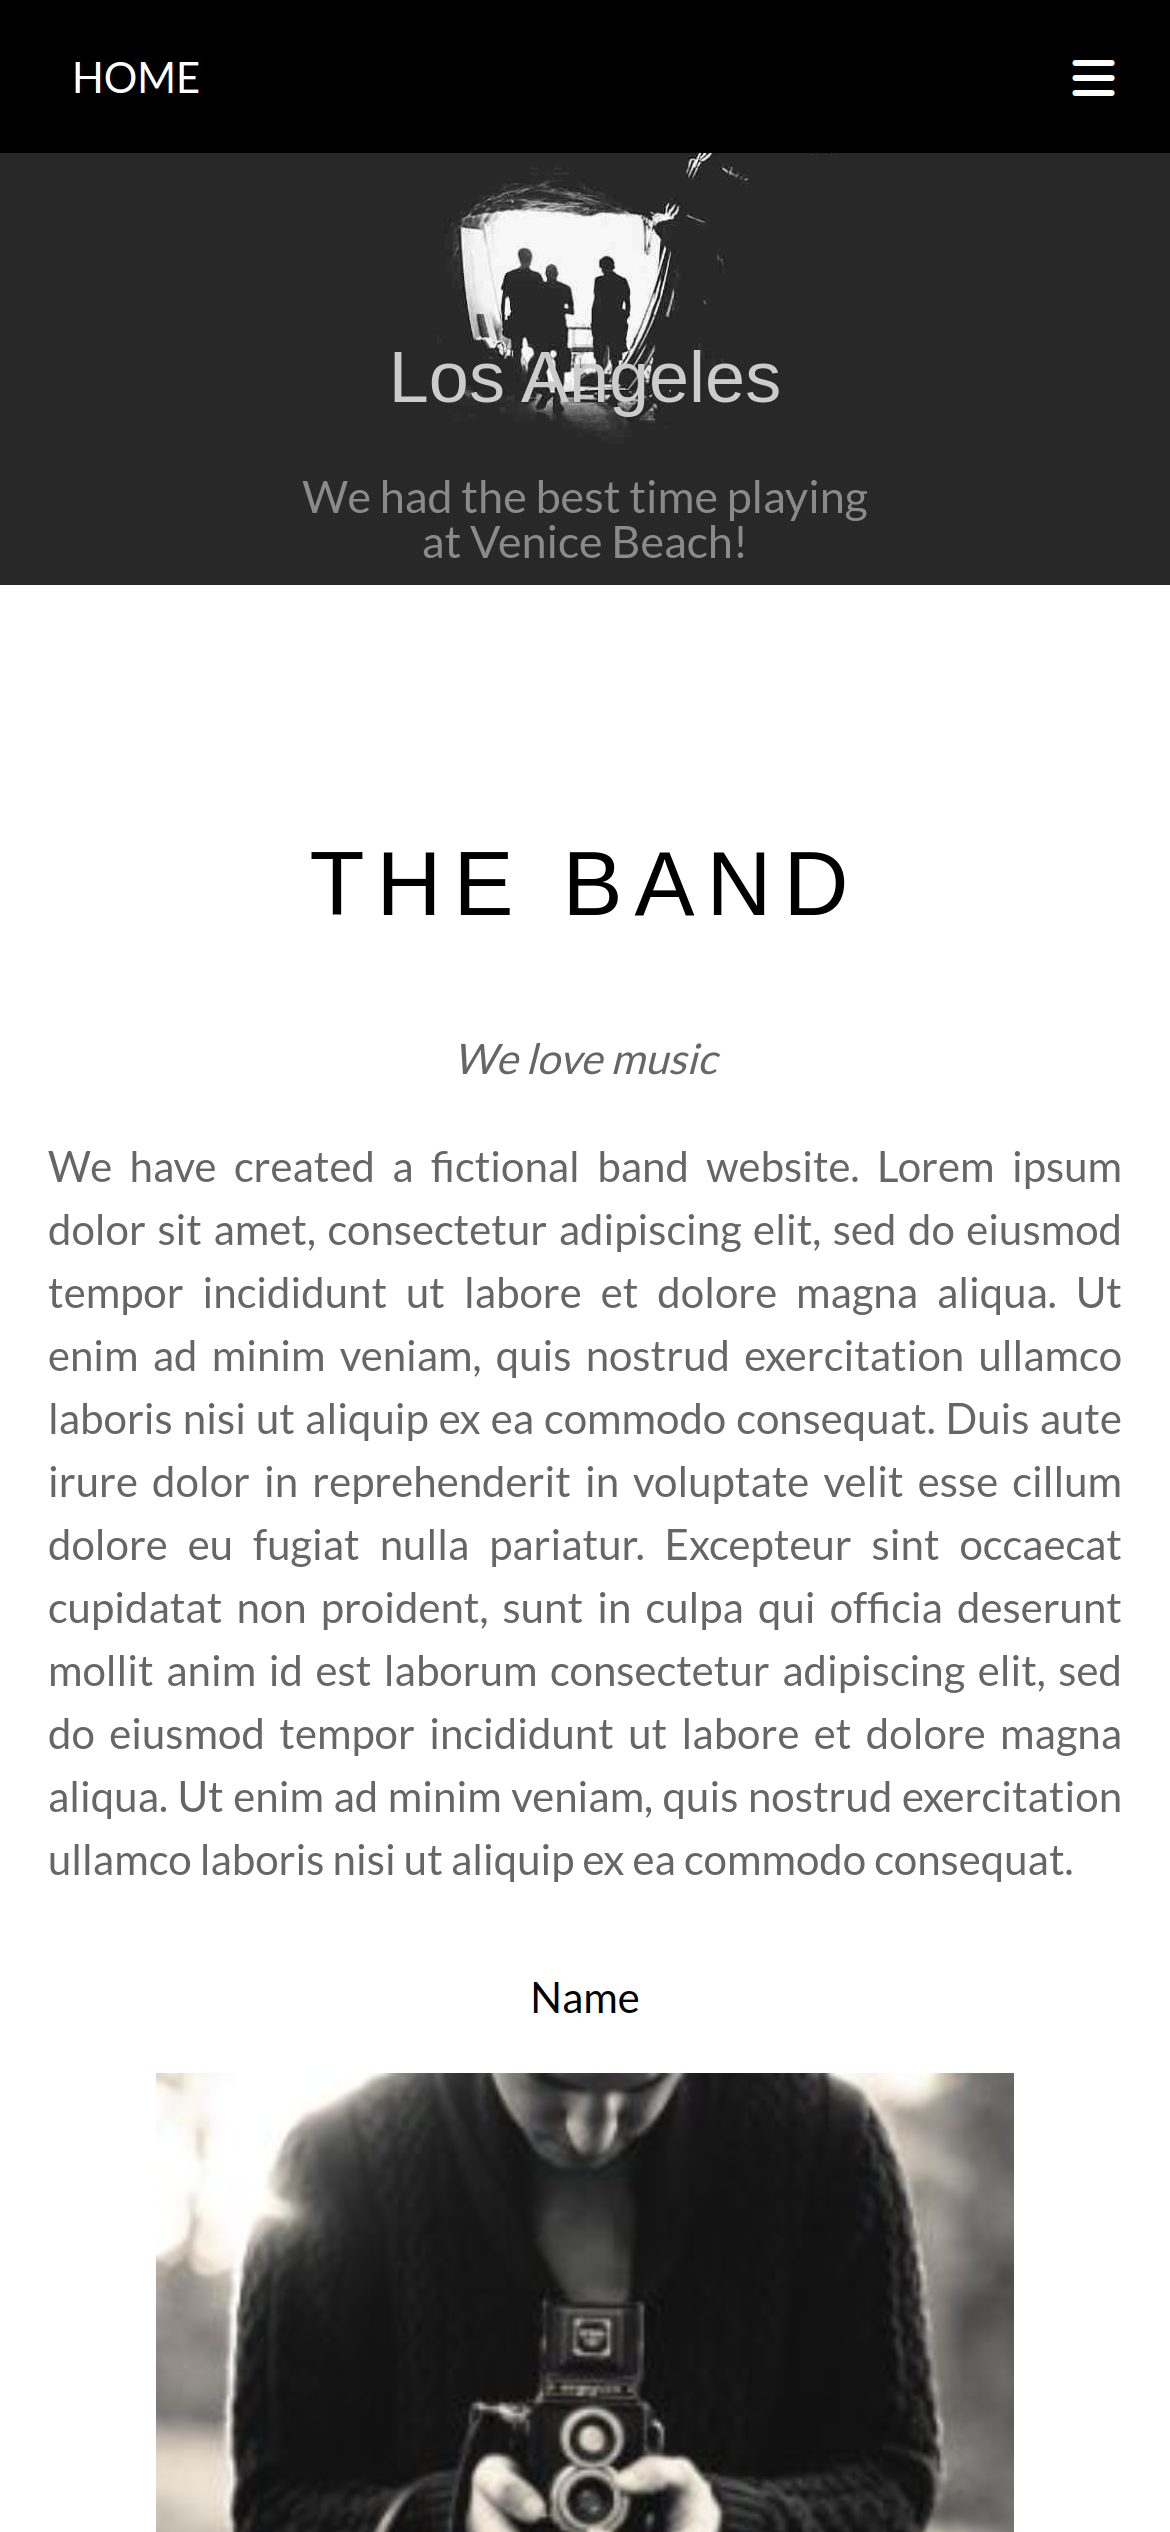 HOME
Los Angeles
We had the best time playing
at Venice Beach!
THE BAND
We love music
We have created a fictional band website. Lorem ipsum
dolor sit amet, consectetur adipiscing elit, sed do eiusmod
tempor incididunt ut labore et dolore magna aliqua. Ut
enim ad minim veniam, quis nostrud exercitation ullamco
laboris nisi ut aliquip ex ea commodo consequat. Duis aute
irure dolor in reprehenderit in voluptate velit esse cillum
dolore eu fugiat nulla pariatur. Excepteur sint occaecat
cupidatat non proident, sunt in culpa qui officia deserunt
mollit anim id est laborum consectetur adipiscing elit, sed
do eiusmod tempor incididunt ut labore et dolore magna
aliqua. Ut enim ad minim veniam, quis nostrud exercitation
ullamco laboris nisi ut aliquip ex ea commodo consequat.
Name